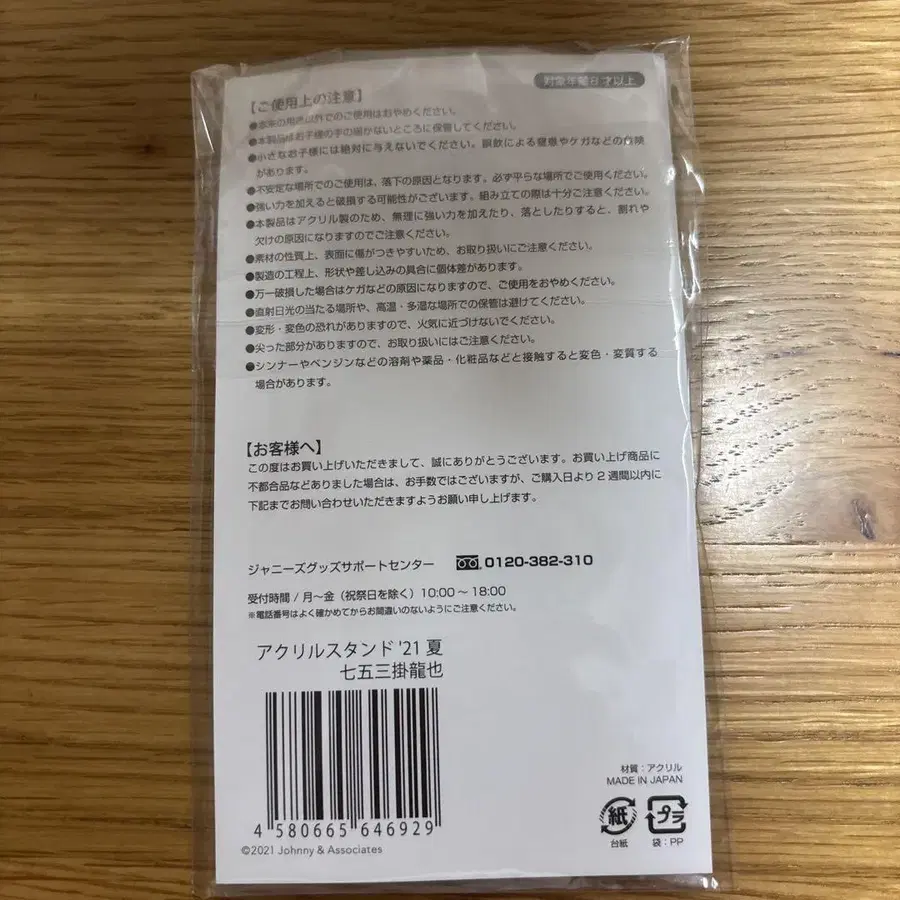 対象年齢6才以上
【ご使用上の注意】
●本来の用途以外でのご使用はおやめください。
●本製品はお子様の手の届かないところに保管してください。
●小さなお子様には絶対に与えないでください。誤飲による窒息やケガなどの危険
があります。
●不安定な場所でのご使用は、落下の原因となります。必ず平らな場所でご使用ください。
●強い力を加えると破損する可能性がございます。組み立ての際は十分ご注意ください。
●本製品はアクリル製のため、無理に強い力を加えたり、落としたりすると、割れや
欠けの原因になりますのでご注意ください。
●素材の性質上、表面に傷がつきやすいため、お取り扱いにご注意ください。
●製造の工程上、形状や差し込みの具合に個体差があります。
●万一破損した場合はケガなどの原因になりますので、ご使用をおやめください。
●直射日光の当たる場所や、高温・多湿な場所での保管は避けてください。
●変形・変色の恐れがありますので、火気に近づけないでください。
●尖った部分がありますので、お取り扱いにはご注意ください。
●シンナーやベンジンなどの溶剤や薬品・化粧品などと接触すると変色・変質する
場合があります。
【お客様へ】
この度はお買い上げいただきまして、誠にありがとうございます。お買い上げ商品に
不都合品などありました場合は、お手数ではございますが、ご購入日より2週間以内に
下記までお問い合わせいただきますようお願い申し上げます。
ジャニーズグッズサポートセンター 0120-382-310
受付時間 / 月～金（祝祭日を除く）10:00～18:00
※電話番号はよく確かめてからお間違いのないようにご注意ください。
アクリルスタンド '21 夏
七五三掛龍也
4 580665 646929
©2021 Johnny & Associates
材質：アクリル
MADE IN JAPAN
紙 プラ
台紙 袋：PP